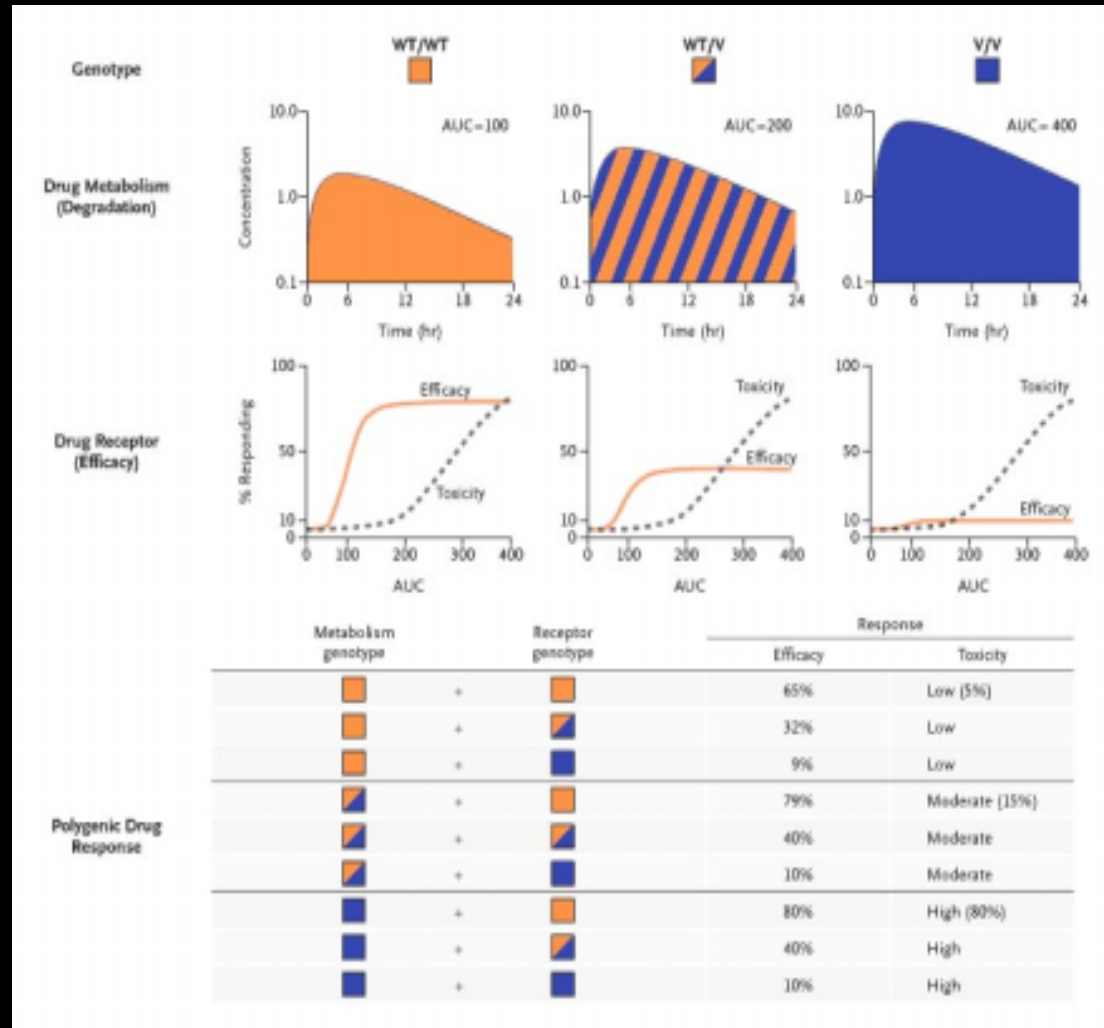 Genotype
WT/WT
WT/V
V/V
Drug Metabolism
(Degradation)
Concentration
10.0
1.0
0.1
AUC=100
0 6 12 18 24
Time (hr)
10.0
1.0
0.1
AUC=200
0 6 12 18 24
Time (hr)
10.0
1.0
0.1
AUC= 400
0 6 12 18 24
Time (hr)
Drug Receptor
(Efficacy)
% Responding
100
50
10
0
Efficacy
Toxicity
0 100 200 300 400
AUC
100
50
10
0
Toxicity
Efficacy
0 100 200 300 400
AUC
100
50
10
0
Toxicity
Efficacy
0 100 200 300 400
AUC
Polygenic Drug
Response
Metabolism
genotype
Receptor
genotype
Response
Efficacy Toxicity
+ 65% Low (5%)
+ 32% Low
+ 9% Low
+ 79% Moderate (15%)
+ 40% Moderate
+ 10% Moderate
+ 80% High (80%)
+ 40% High
+ 10% High